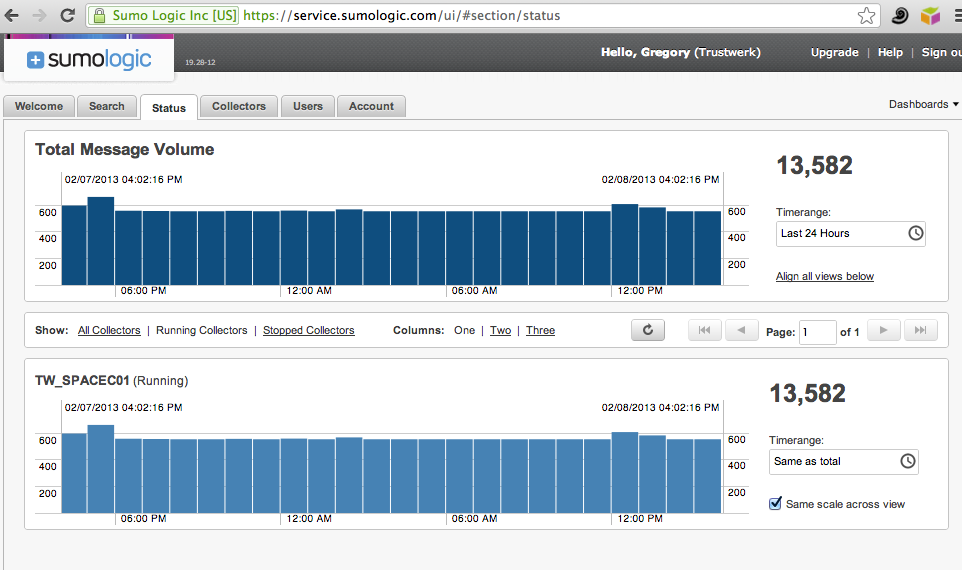 Sumo Logic Inc [US] https://service.sumologic.com/ui/#section/status
sumologic 19.28-12 Hello, Gregory (Trustwerk) Upgrade | Help | Sign ou
Welcome Search Status Collectors Users Account Dashboards
Total Message Volume
13,582
02/07/2013 04:02:16 PM 02/08/2013 04:02:16 PM
600 600
400 400
200 200
06:00 PM 12:00 AM 06:00 AM 12:00 PM
Timerange:
Last 24 Hours
Align all views below
Show: All Collectors | Running Collectors | Stopped Collectors Columns: One | Two | Three Page: 1 of 1
TW_SPACEC01 (Running)
13,582
02/07/2013 04:02:16 PM 02/08/2013 04:02:16 PM
600 600
400 400
200 200
06:00 PM 12:00 AM 06:00 AM 12:00 PM
Timerange:
Same as total
Same scale across view